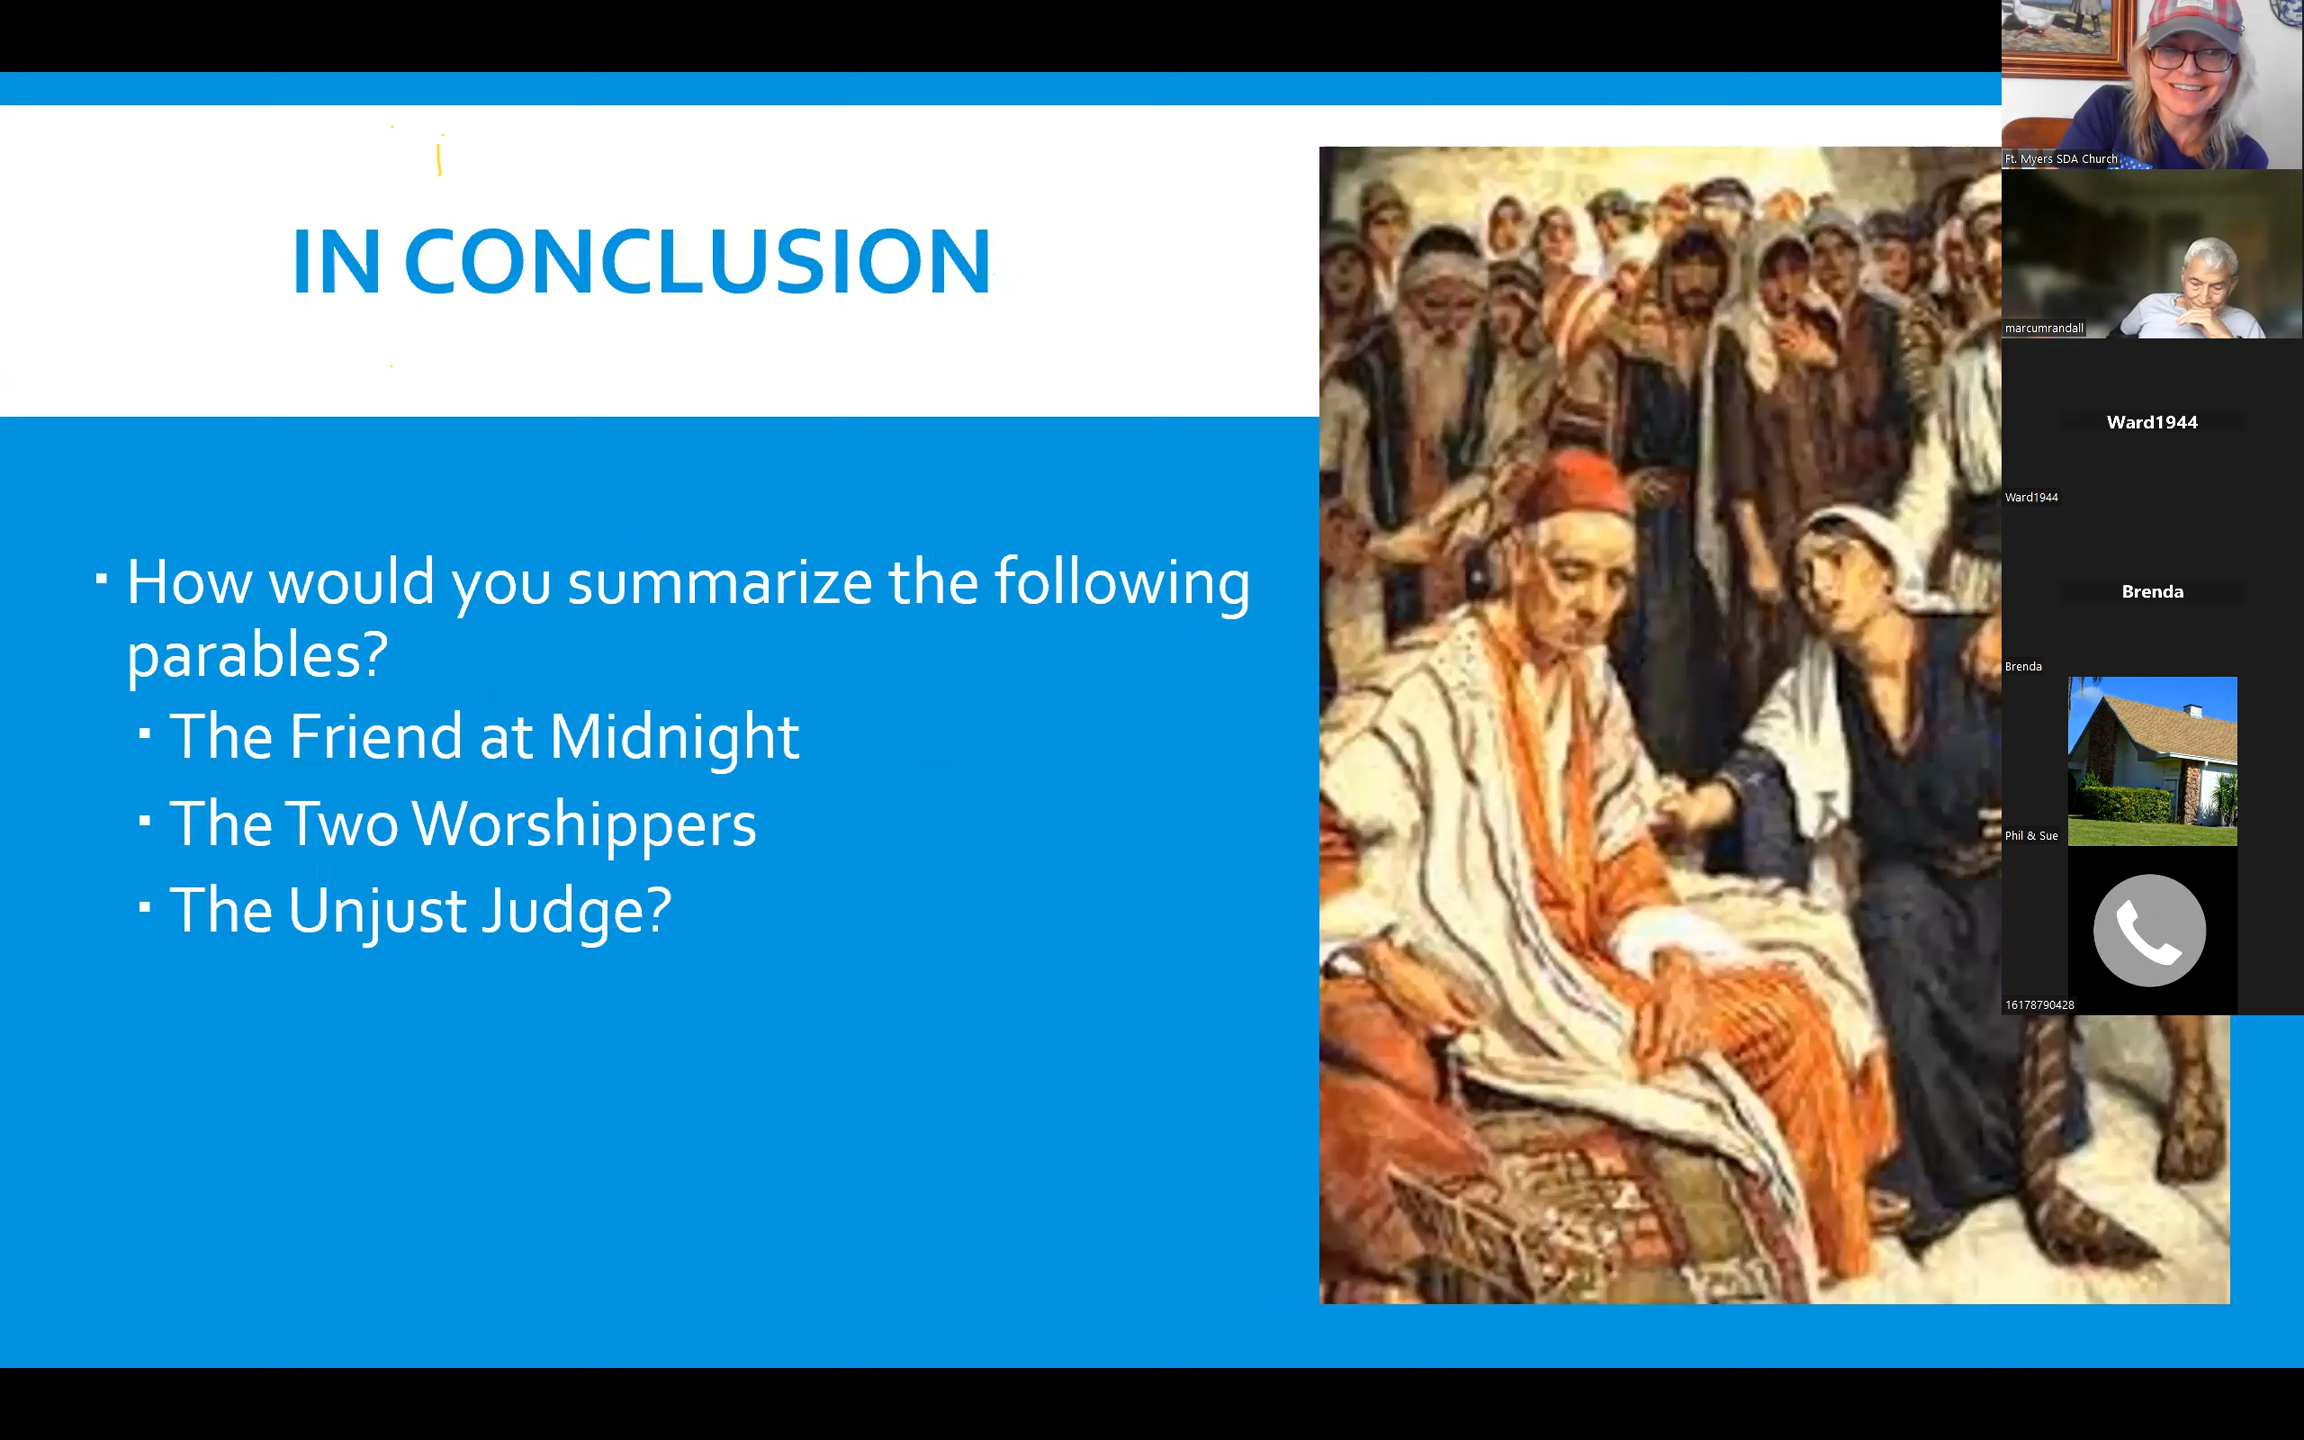 IN CONCLUSION
▪ How would you summarize the following
parables?
▪ The Friend at Midnight
▪ The Two Worshippers
▪ The Unjust Judge?
Ft. Myers SDA Church
marcumrandall
Ward1944
Ward1944
Brenda
Brenda
Phil & Sue
16178790428